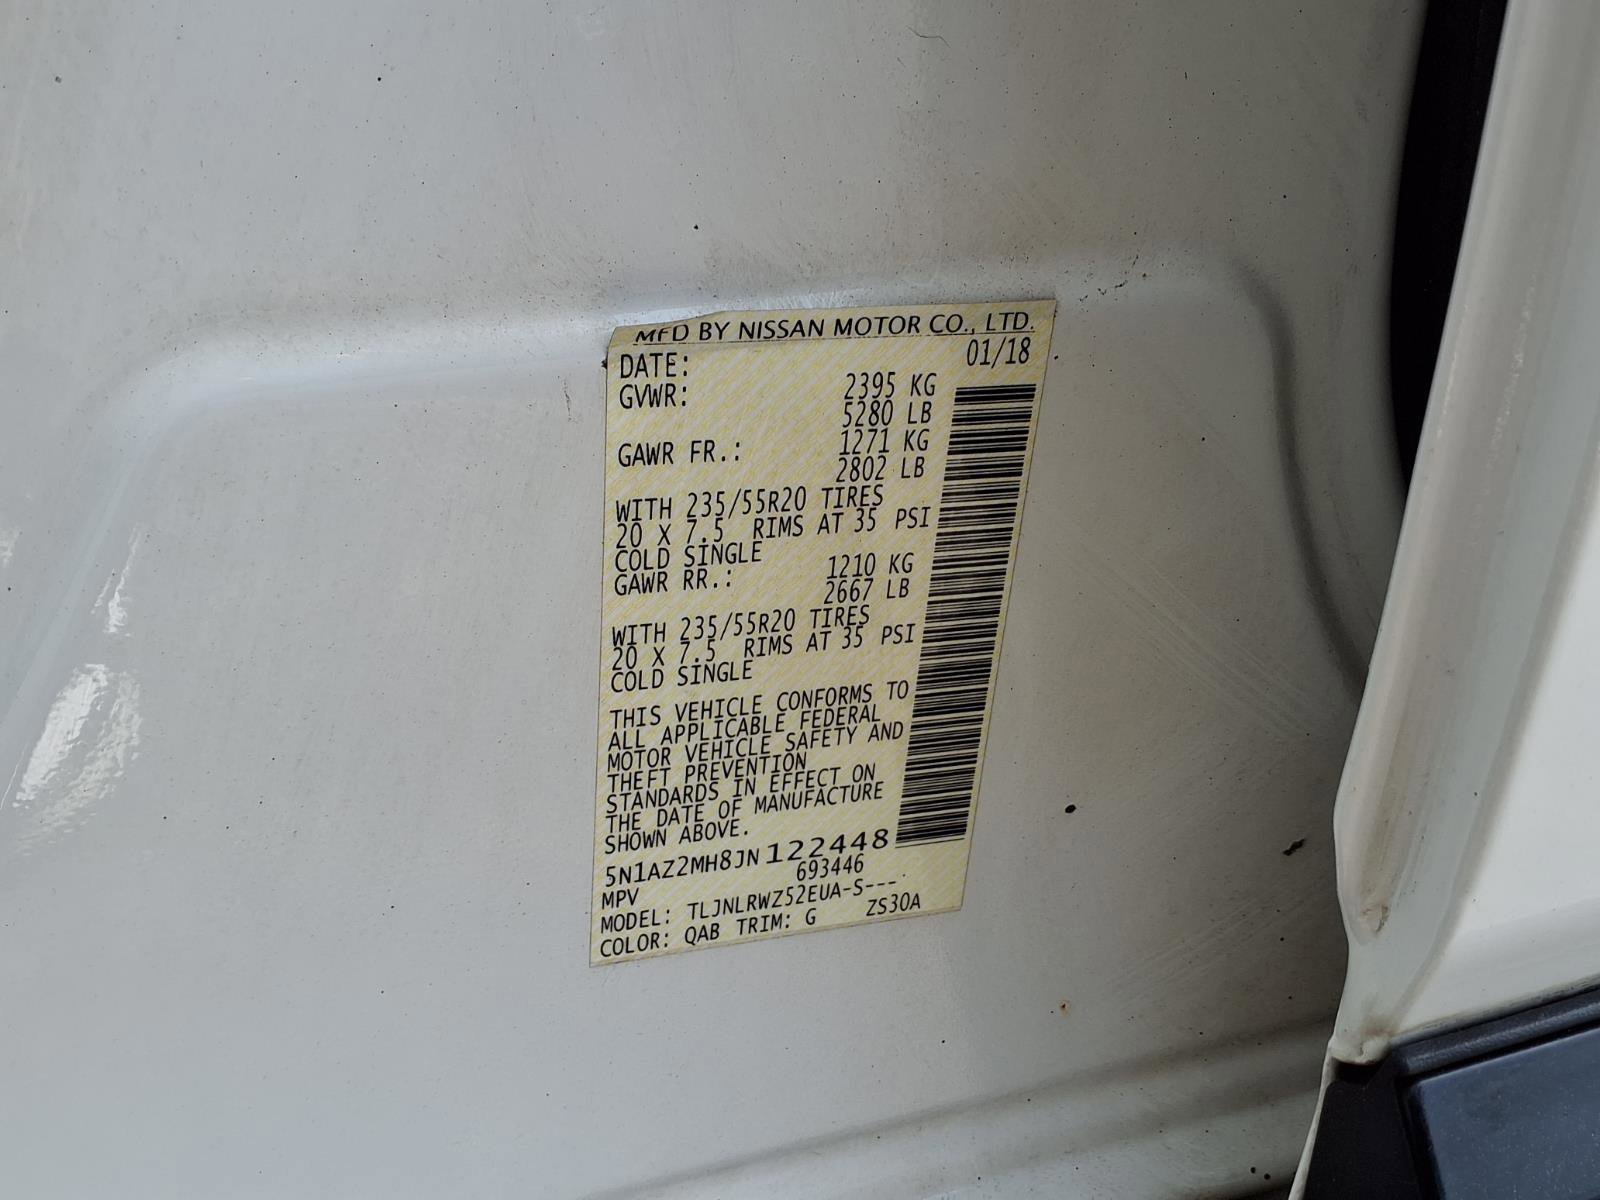 MFD BY NISSAN MOTOR CO., LTD.
DATE: 01/18
GVWR: 2395 KG
5280 LB
GAWR FR.: 1271 KG
2802 LB
WITH 235/55R20 TIRES
20 X 7.5 RIMS AT 35 PSI
COLD SINGLE
GAWR RR.: 1210 KG
2667 LB
WITH 235/55R20 TIRES
20 X 7.5 RIMS AT 35 PSI
COLD SINGLE
THIS VEHICLE CONFORMS TO
ALL APPLICABLE FEDERAL
MOTOR VEHICLE SAFETY AND
THEFT PREVENTION
STANDARDS IN EFFECT ON
THE DATE OF MANUFACTURE
SHOWN ABOVE.
5N1AZ2MH8JN122448
MPV 693446
MODEL: TLJNLRWZ52EUA-S---.
COLOR: QAB TRIM: G ZS30A